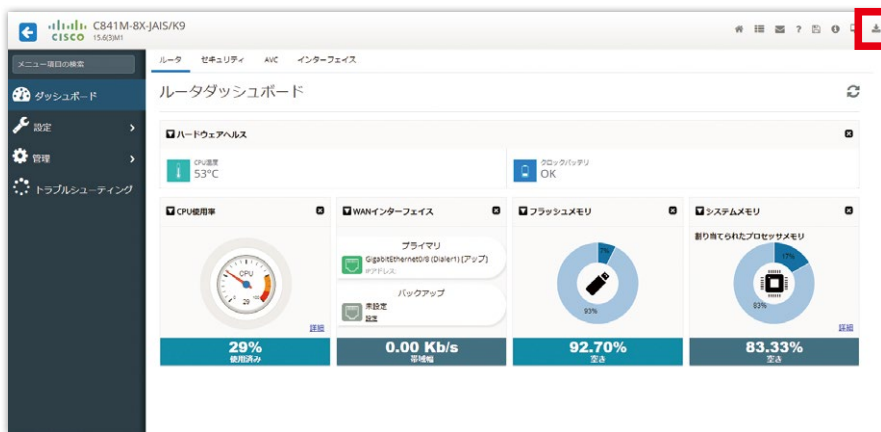 CISCO
C841M-8X-JAIS/K9
15.6(3)M1
?
メニュー項目の検索
ダッシュボード
設定
管理
トラブルシューティング
ルータ セキュリティ AVC インターフェイス
ルータダッシュボード
ハードウェアヘルス
CPU温度
53°C
クロックバッテリ
OK
CPU使用率
CPU
29
詳細
29%
使用済み
WANインターフェイス
プライマリ
GigabitEthernet0/8 (Dialer1) [アップ]
IPアドレス:
バックアップ
未設定
設定
0.00 Kb/s
帯域幅
フラッシュメモリ
7%
93%
92.70%
空き
システムメモリ
割り当てられたプロセッサメモリ
17%
83%
詳細
83.33%
空き